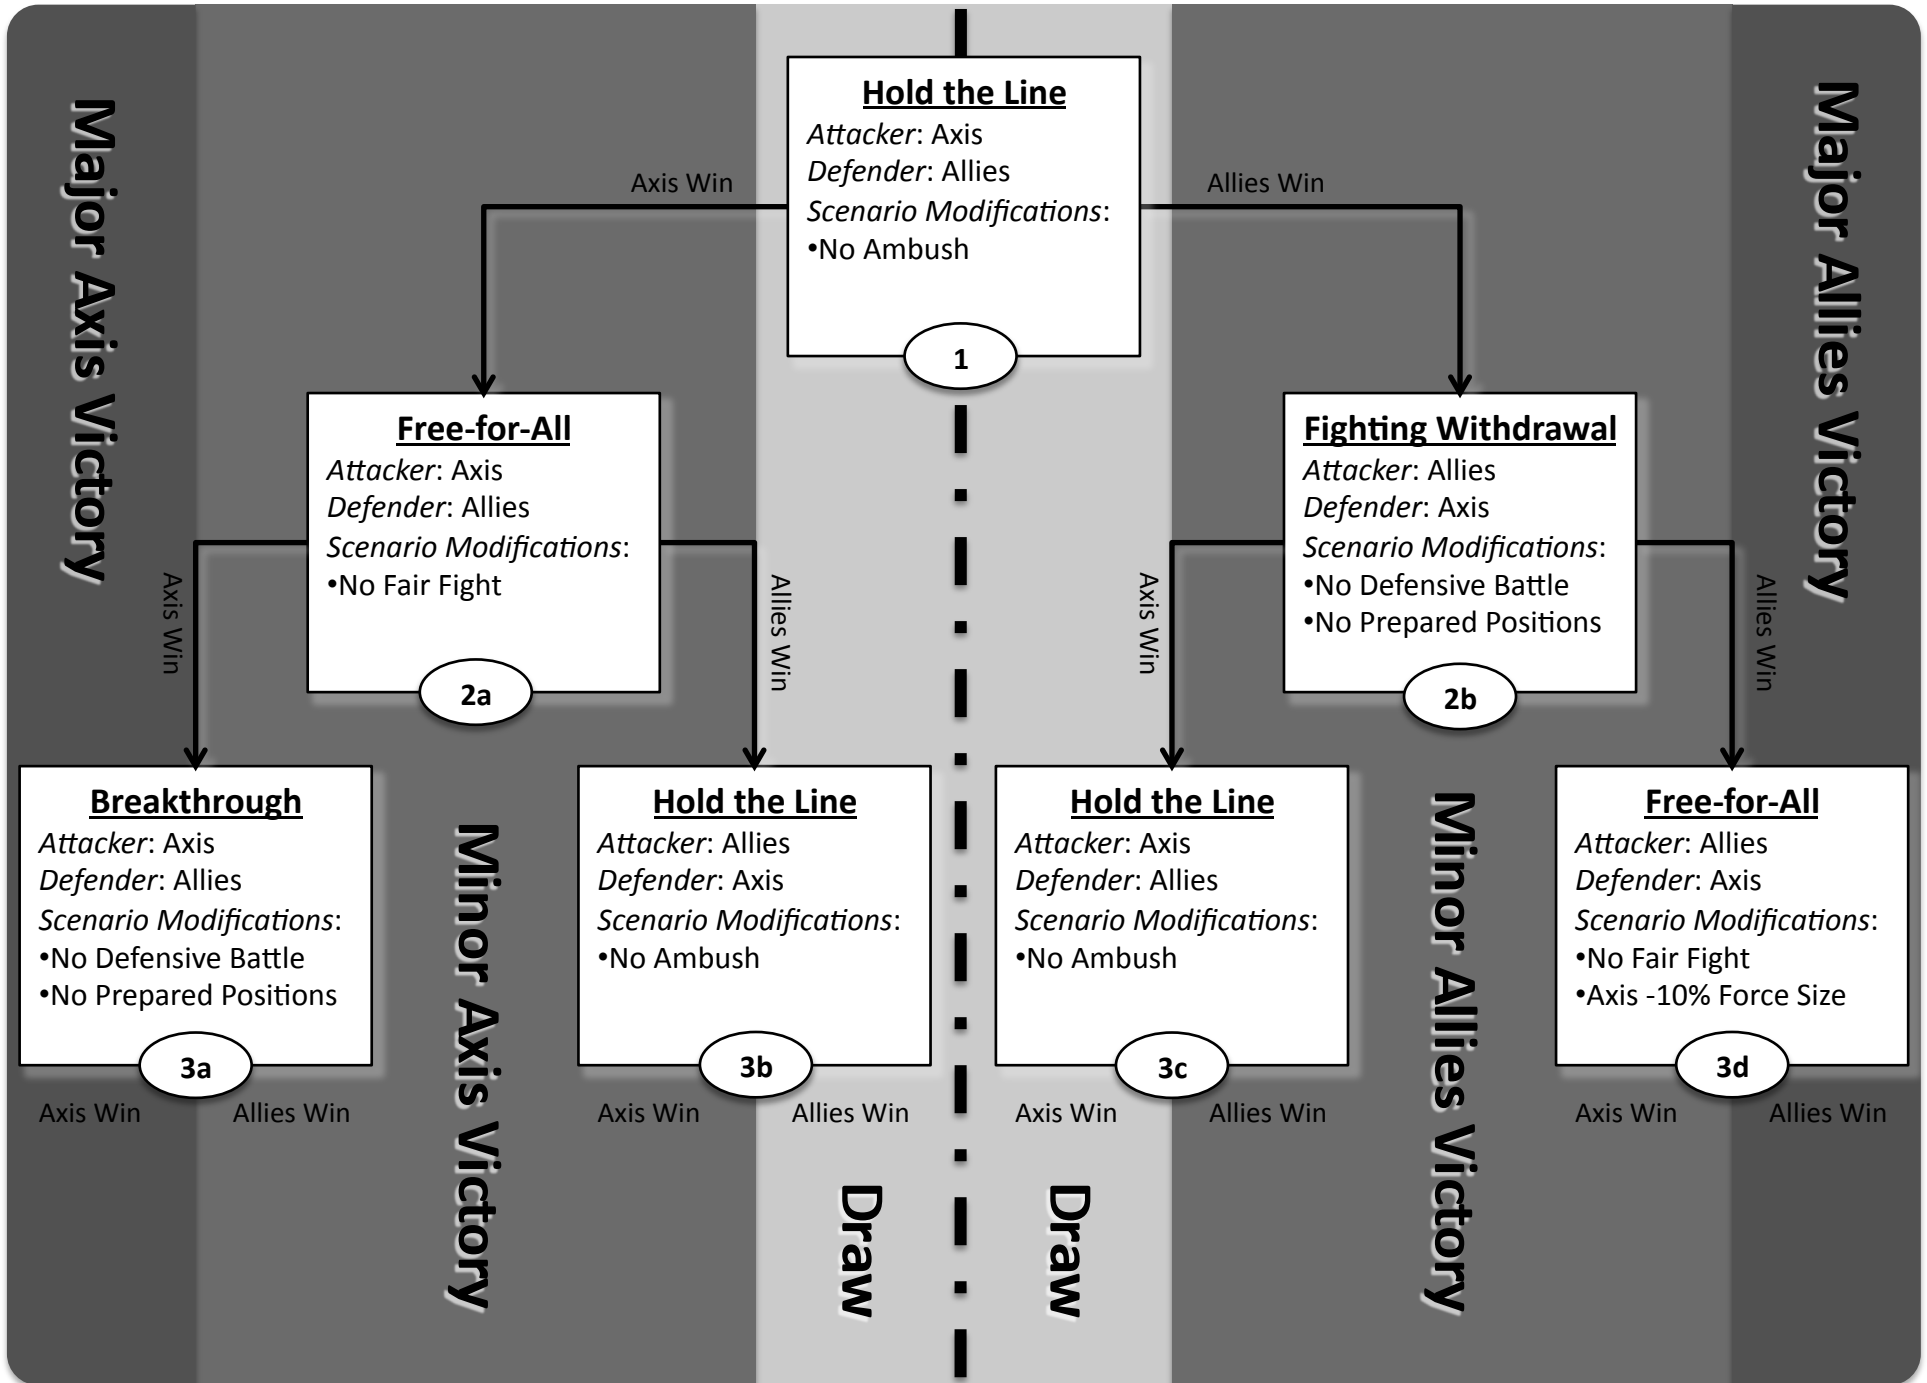 Hold the Line
Attacker: Axis
Defender: Allies
Scenario Modifications:
•No Ambush
1
Axis Win
Allies Win
Major Axis Victory
Major Allies Victory
Free-for-All
Attacker: Axis
Defender: Allies
Scenario Modifications:
•No Fair Fight
2a
Fighting Withdrawal
Attacker: Allies
Defender: Axis
Scenario Modifications:
•No Defensive Battle
•No Prepared Positions
2b
Axis Win
Allies Win
Axis Win
Allies Win
Breakthrough
Attacker: Axis
Defender: Allies
Scenario Modifications:
•No Defensive Battle
•No Prepared Positions
3a
Axis Win
Allies Win
Minor Axis Victory
Hold the Line
Attacker: Allies
Defender: Axis
Scenario Modifications:
•No Ambush
3b
Axis Win
Allies Win
Draw
Hold the Line
Attacker: Axis
Defender: Allies
Scenario Modifications:
•No Ambush
3c
Axis Win
Allies Win
Draw
Minor Allies Victory
Free-for-All
Attacker: Allies
Defender: Axis
Scenario Modifications:
•No Fair Fight
•Axis -10% Force Size
3d
Axis Win
Allies Win